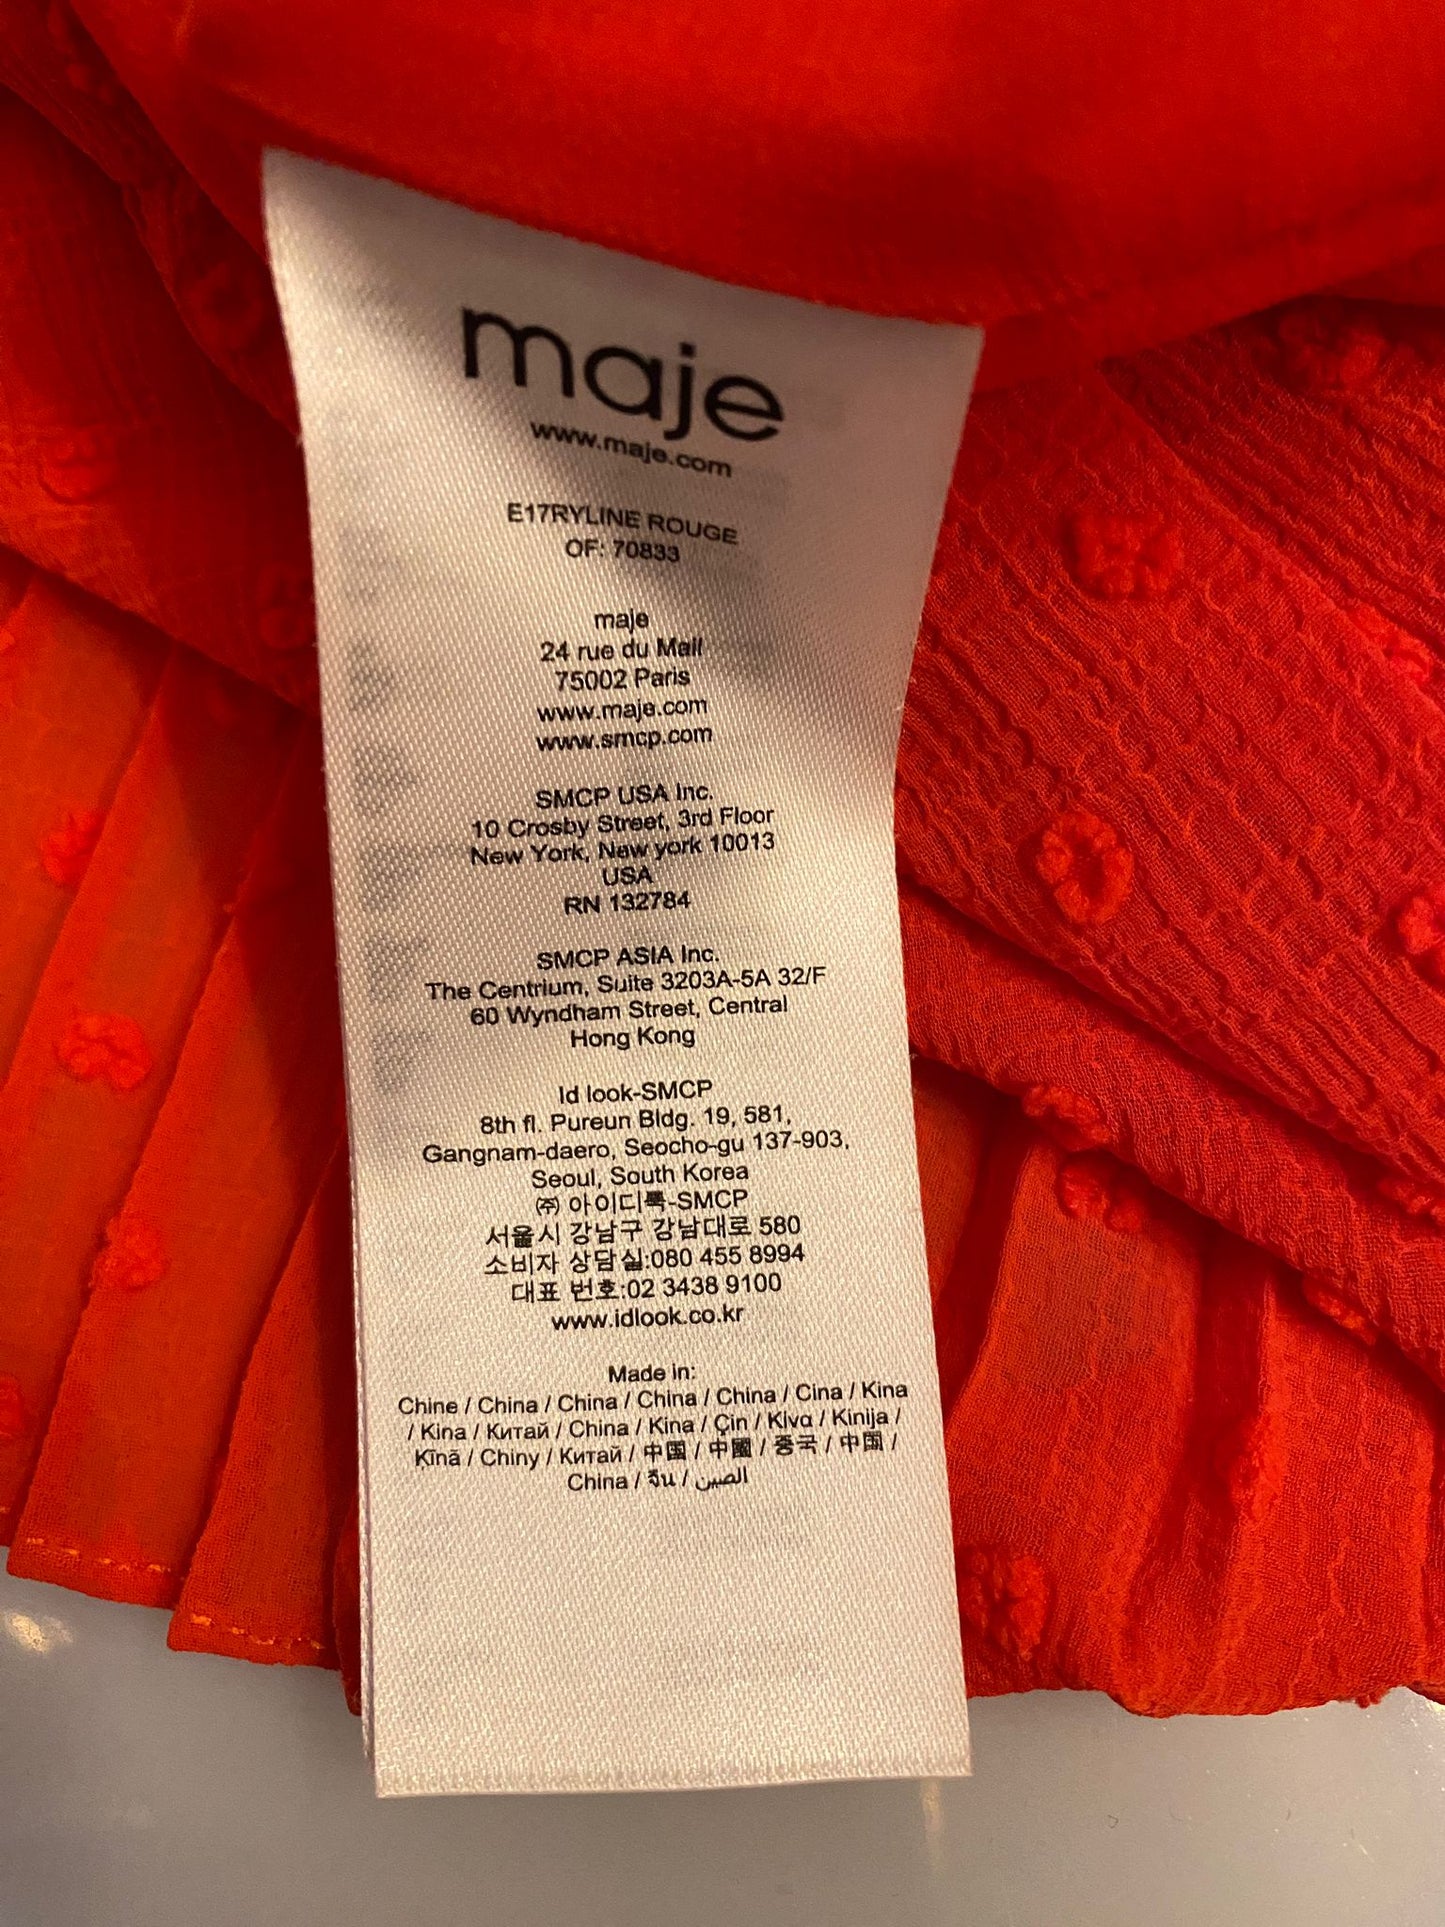 maje
www.maje.com
E17RYLINE ROUGE
OF: 70833
maje
24 rue du Mail
75002 Paris
www.maje.com
www.smcp.com
SMCP USA Inc.
10 Crosby Street, 3rd Floor
New York, New york 10013
USA
RN 132784
SMCP ASIA Inc.
The Centrium, Suite 3203A-5A 32/F
60 Wyndham Street, Central
Hong Kong
Id look-SMCP
8th fl. Pureun Bldg. 19, 581,
Gangnam-daero, Seocho-gu 137-903,
Seoul, South Korea
㈜ 아이디룩-SMCP
서울시 강남구 강남대로 580
소비자 상담실:080 455 8994
대표 번호:02 3438 9100
www.idlook.co.kr
Made in:
Chine / China / China / China / China / Cina / Kina
/ Kina / Китай / China / Kina / Çin / Κίνα / Kinija /
Ķīnā / Chiny / Китай / 中国 / 中國 / 중국 / 中国 /
China / จีน / الصين